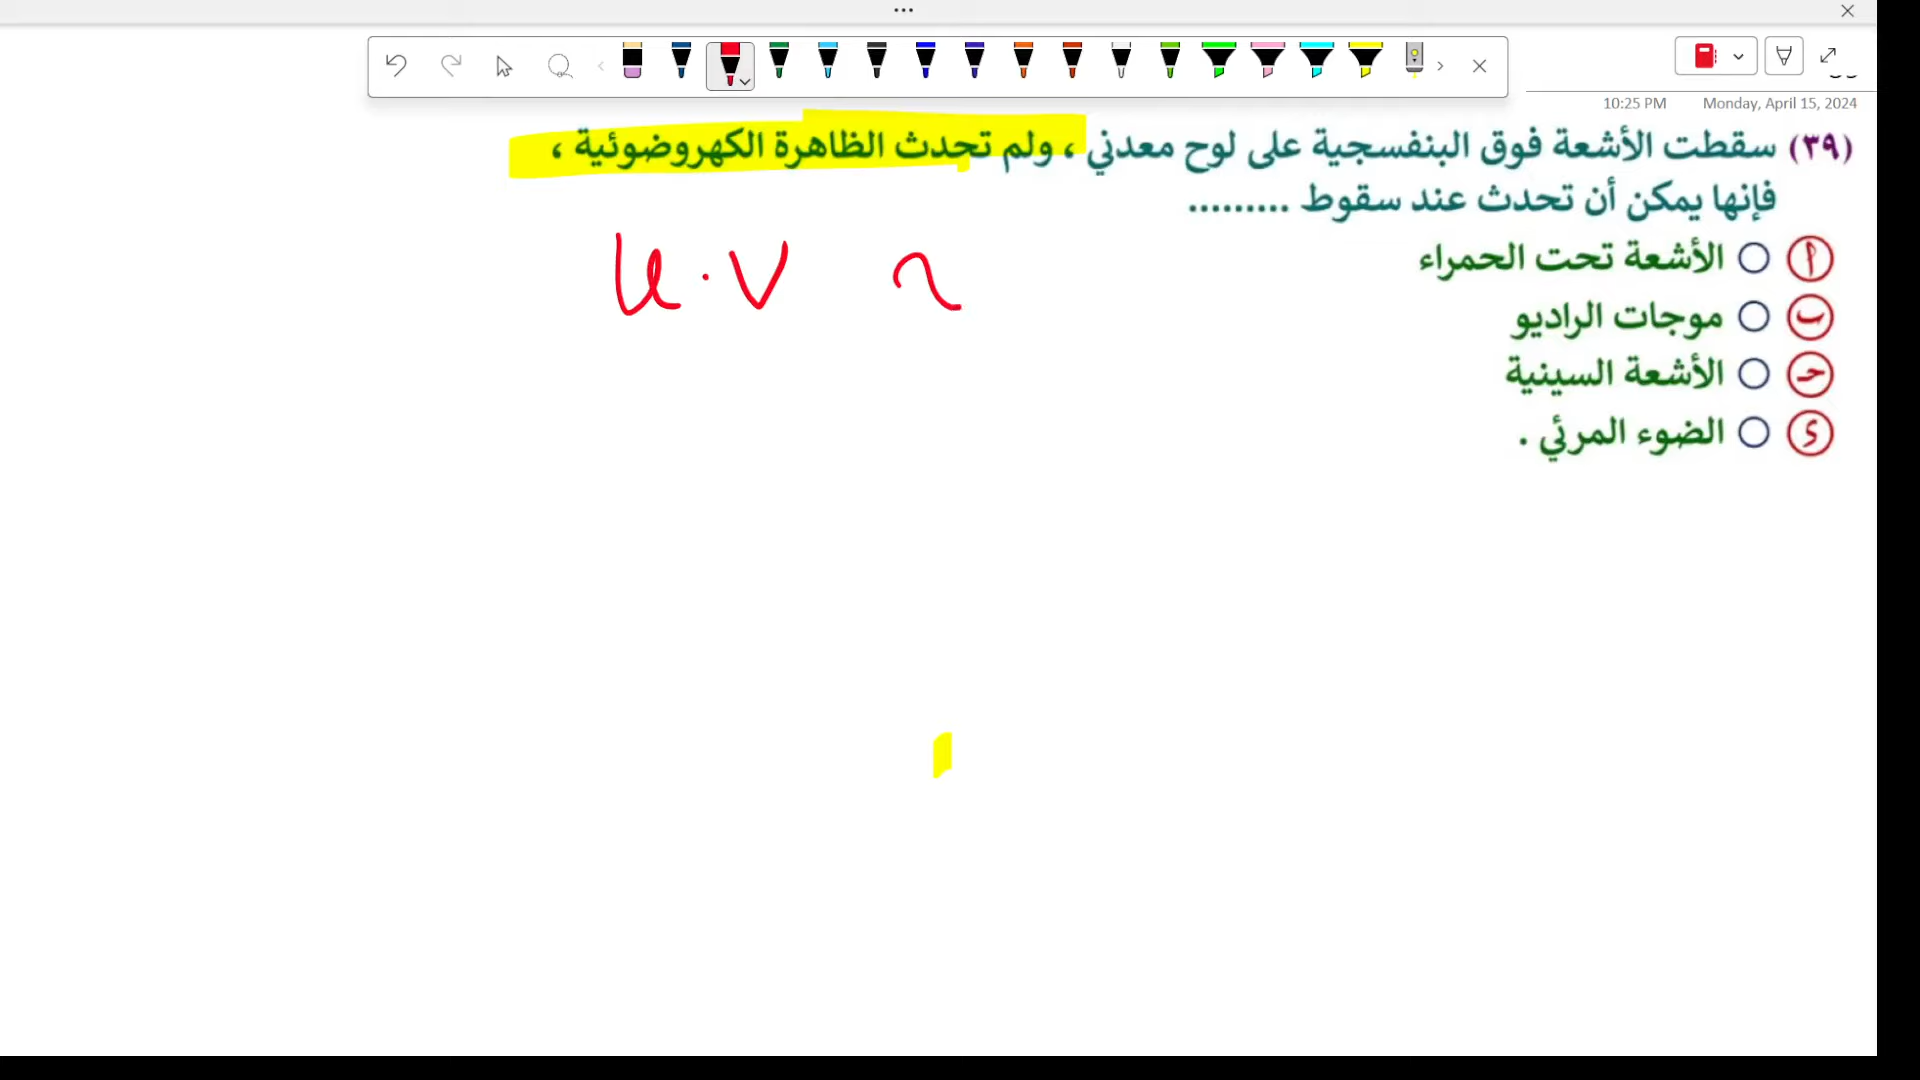 10:25 PM Monday, April 15, 2024
(٣٩) سقطت الأشعة فوق البنفسجية على لوح معدني ، ولم تحدث الظاهرة الكهروضوئية ،
فإنها يمكن أن تحدث عند سقوط .........
أ الأشعة تحت الحمراء
ب موجات الراديو
حـ الأشعة السينية
د الضوء المرئي .
u.v